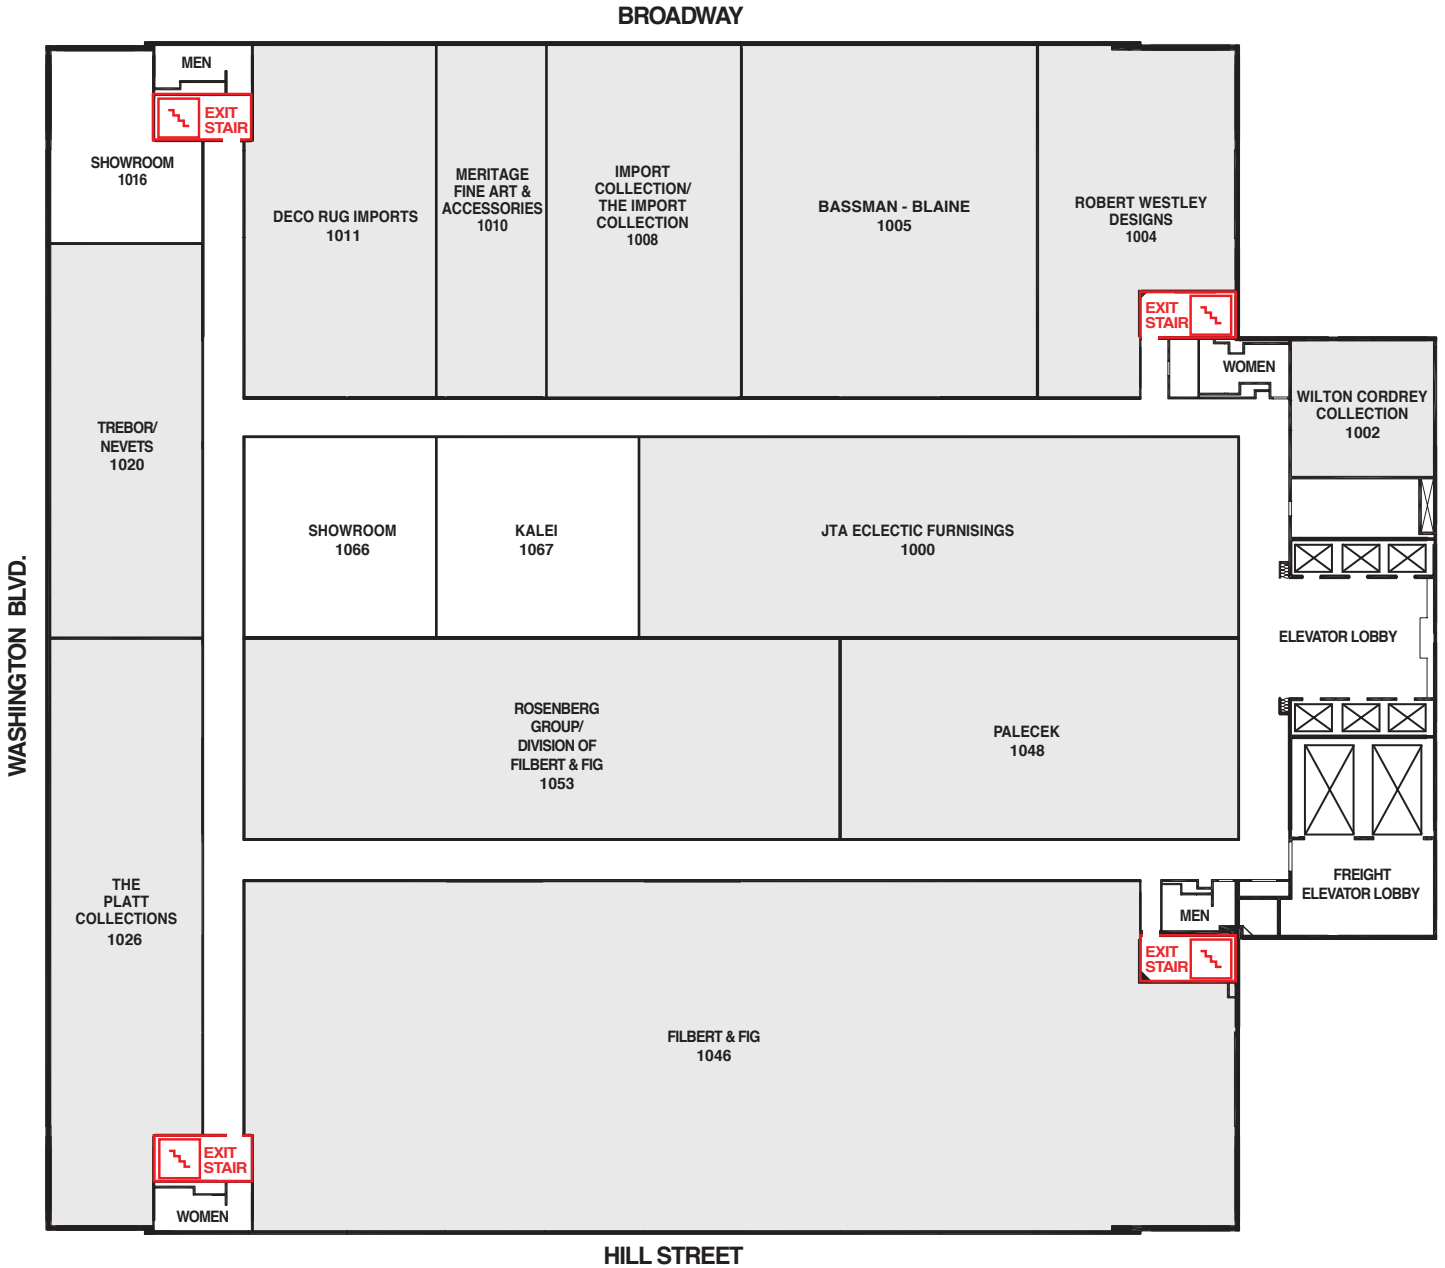 BROADWAY
MEN
EXIT
STAIR
SHOWROOM
1016
DECO RUG IMPORTS
1011
MERITAGE
FINE ART &
ACCESSORIES
1010
IMPORT
COLLECTION/
THE IMPORT
COLLECTION
1008
BASSMAN - BLAINE
1005
ROBERT WESTLEY
DESIGNS
1004
EXIT
STAIR
WOMEN
WILTON CORDREY
COLLECTION
1002
TREBOR/
NEVETS
1020
SHOWROOM
1066
KALEI
1067
JTA ECLECTIC FURNISINGS
1000
ELEVATOR LOBBY
WASHINGTON BLVD.
ROSENBERG
GROUP/
DIVISION OF
FILBERT & FIG
1053
PALECEK
1048
THE
PLATT
COLLECTIONS
1026
FREIGHT
ELEVATOR LOBBY
MEN
EXIT
STAIR
FILBERT & FIG
1046
EXIT
STAIR
WOMEN
HILL STREET